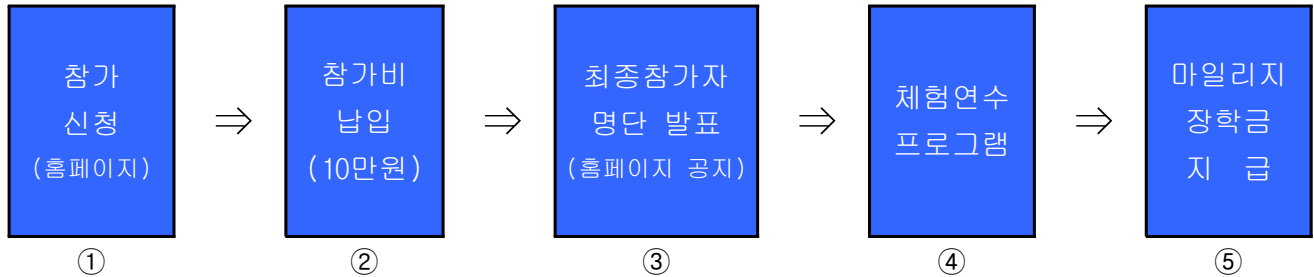 참가
신청
(홈페이지)
⇒
참가비
납입
(10만원)
⇒
최종참가자
명단 발표
(홈페이지 공지)
⇒
체험연수
프로그램
⇒
마일리지
장학금
지 급
①
②
③
④
⑤